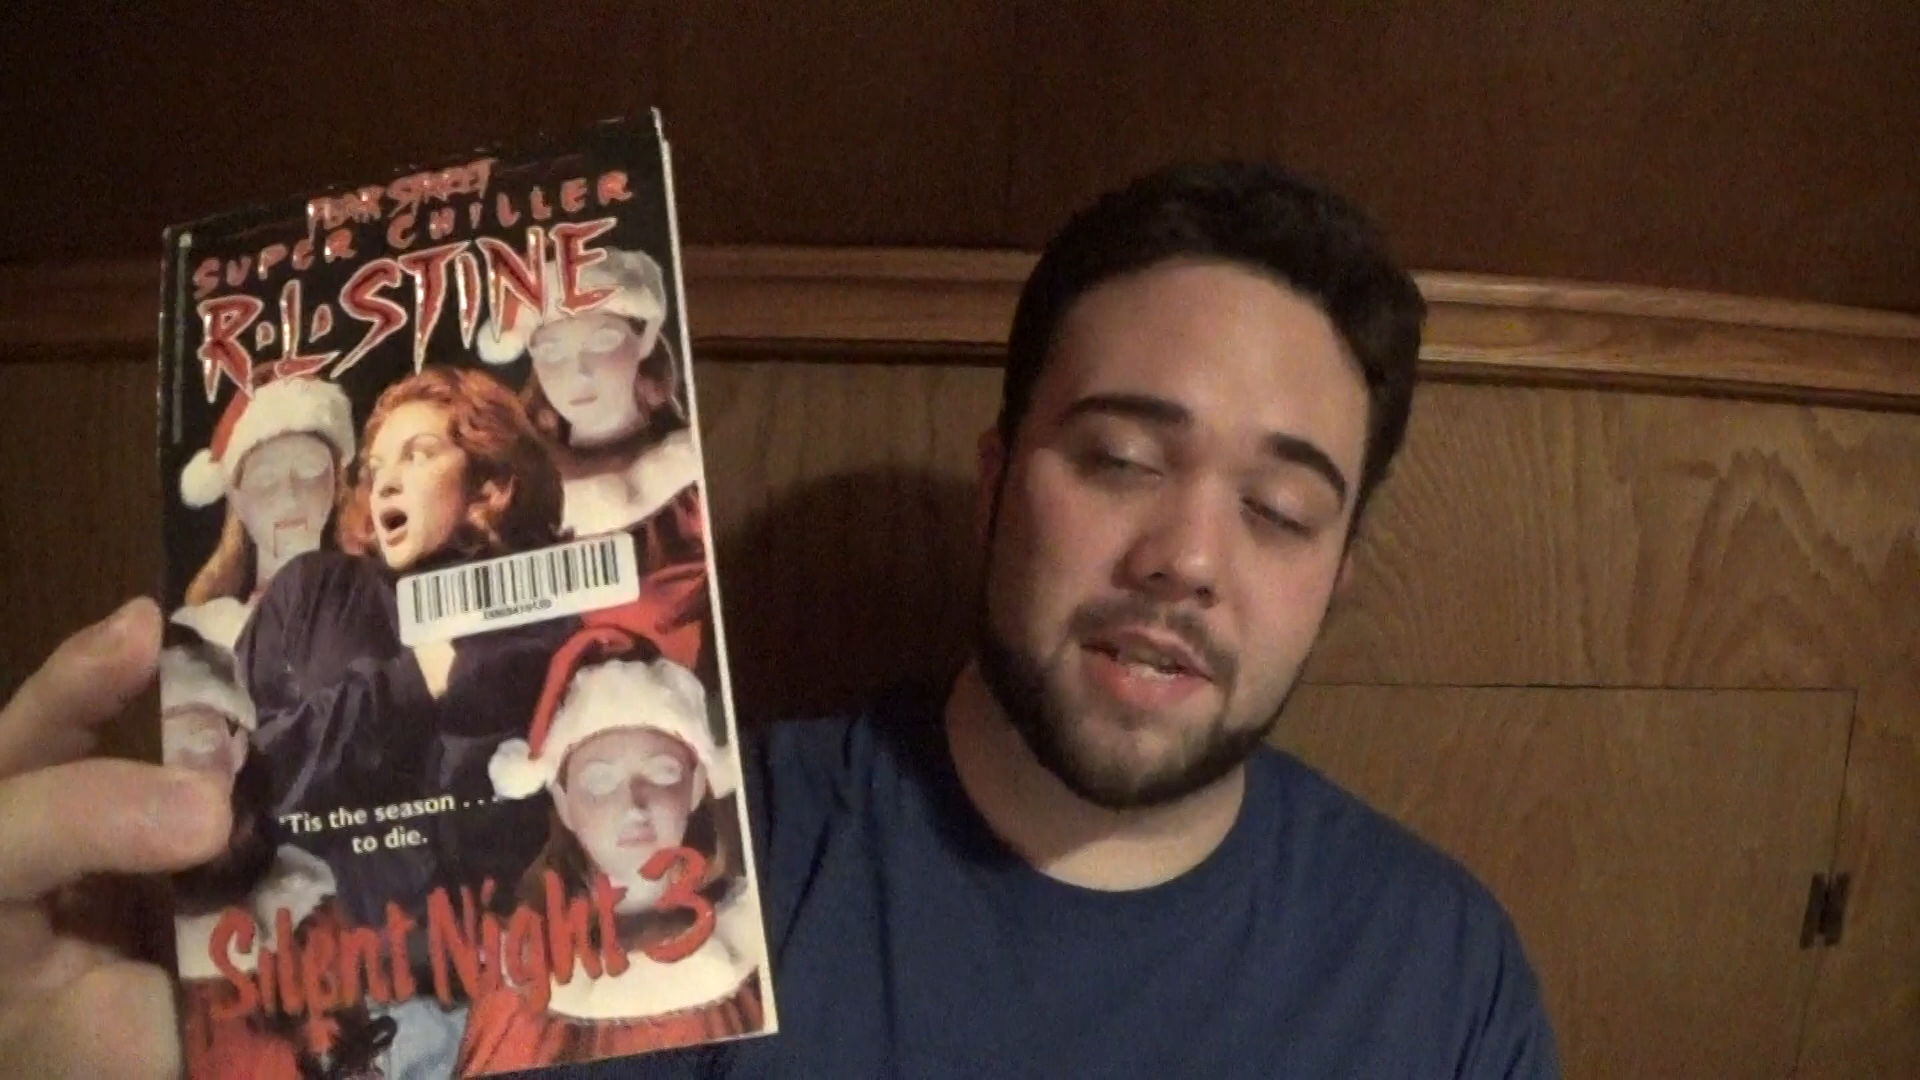 FEAR STREET
SUPER CHILLER
R.L. STINE
'Tis the season . . .
to die.
Silent Night 3